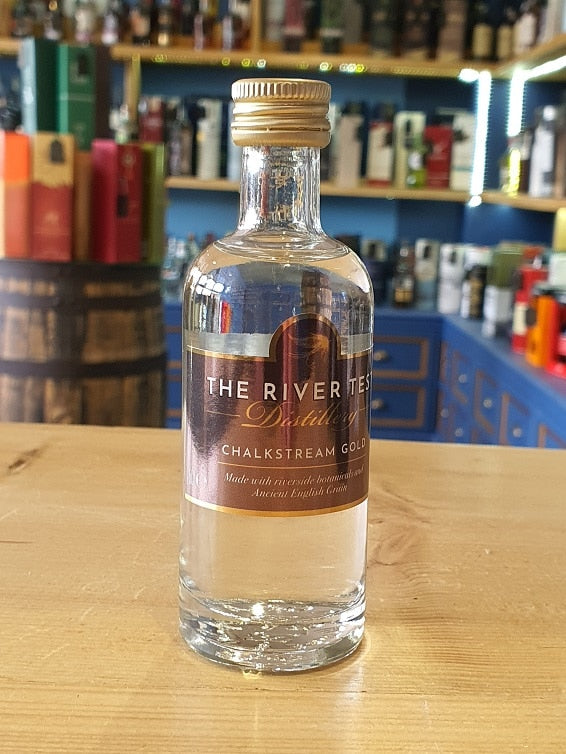 THE RIVER TES
Distillery
CHALKSTREAM GOLD
Made with riverside botanicals and
Ancient English Grain